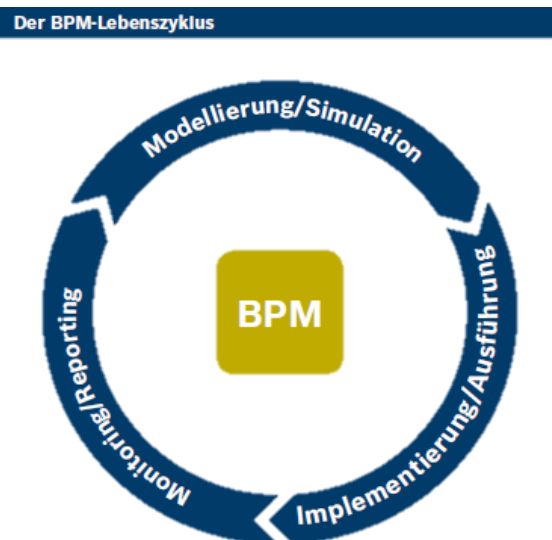 Der BPM-Lebenszyklus
Modellierung/Simulation
BPM
Implementierung/Ausführung
Monitoring/Reporting